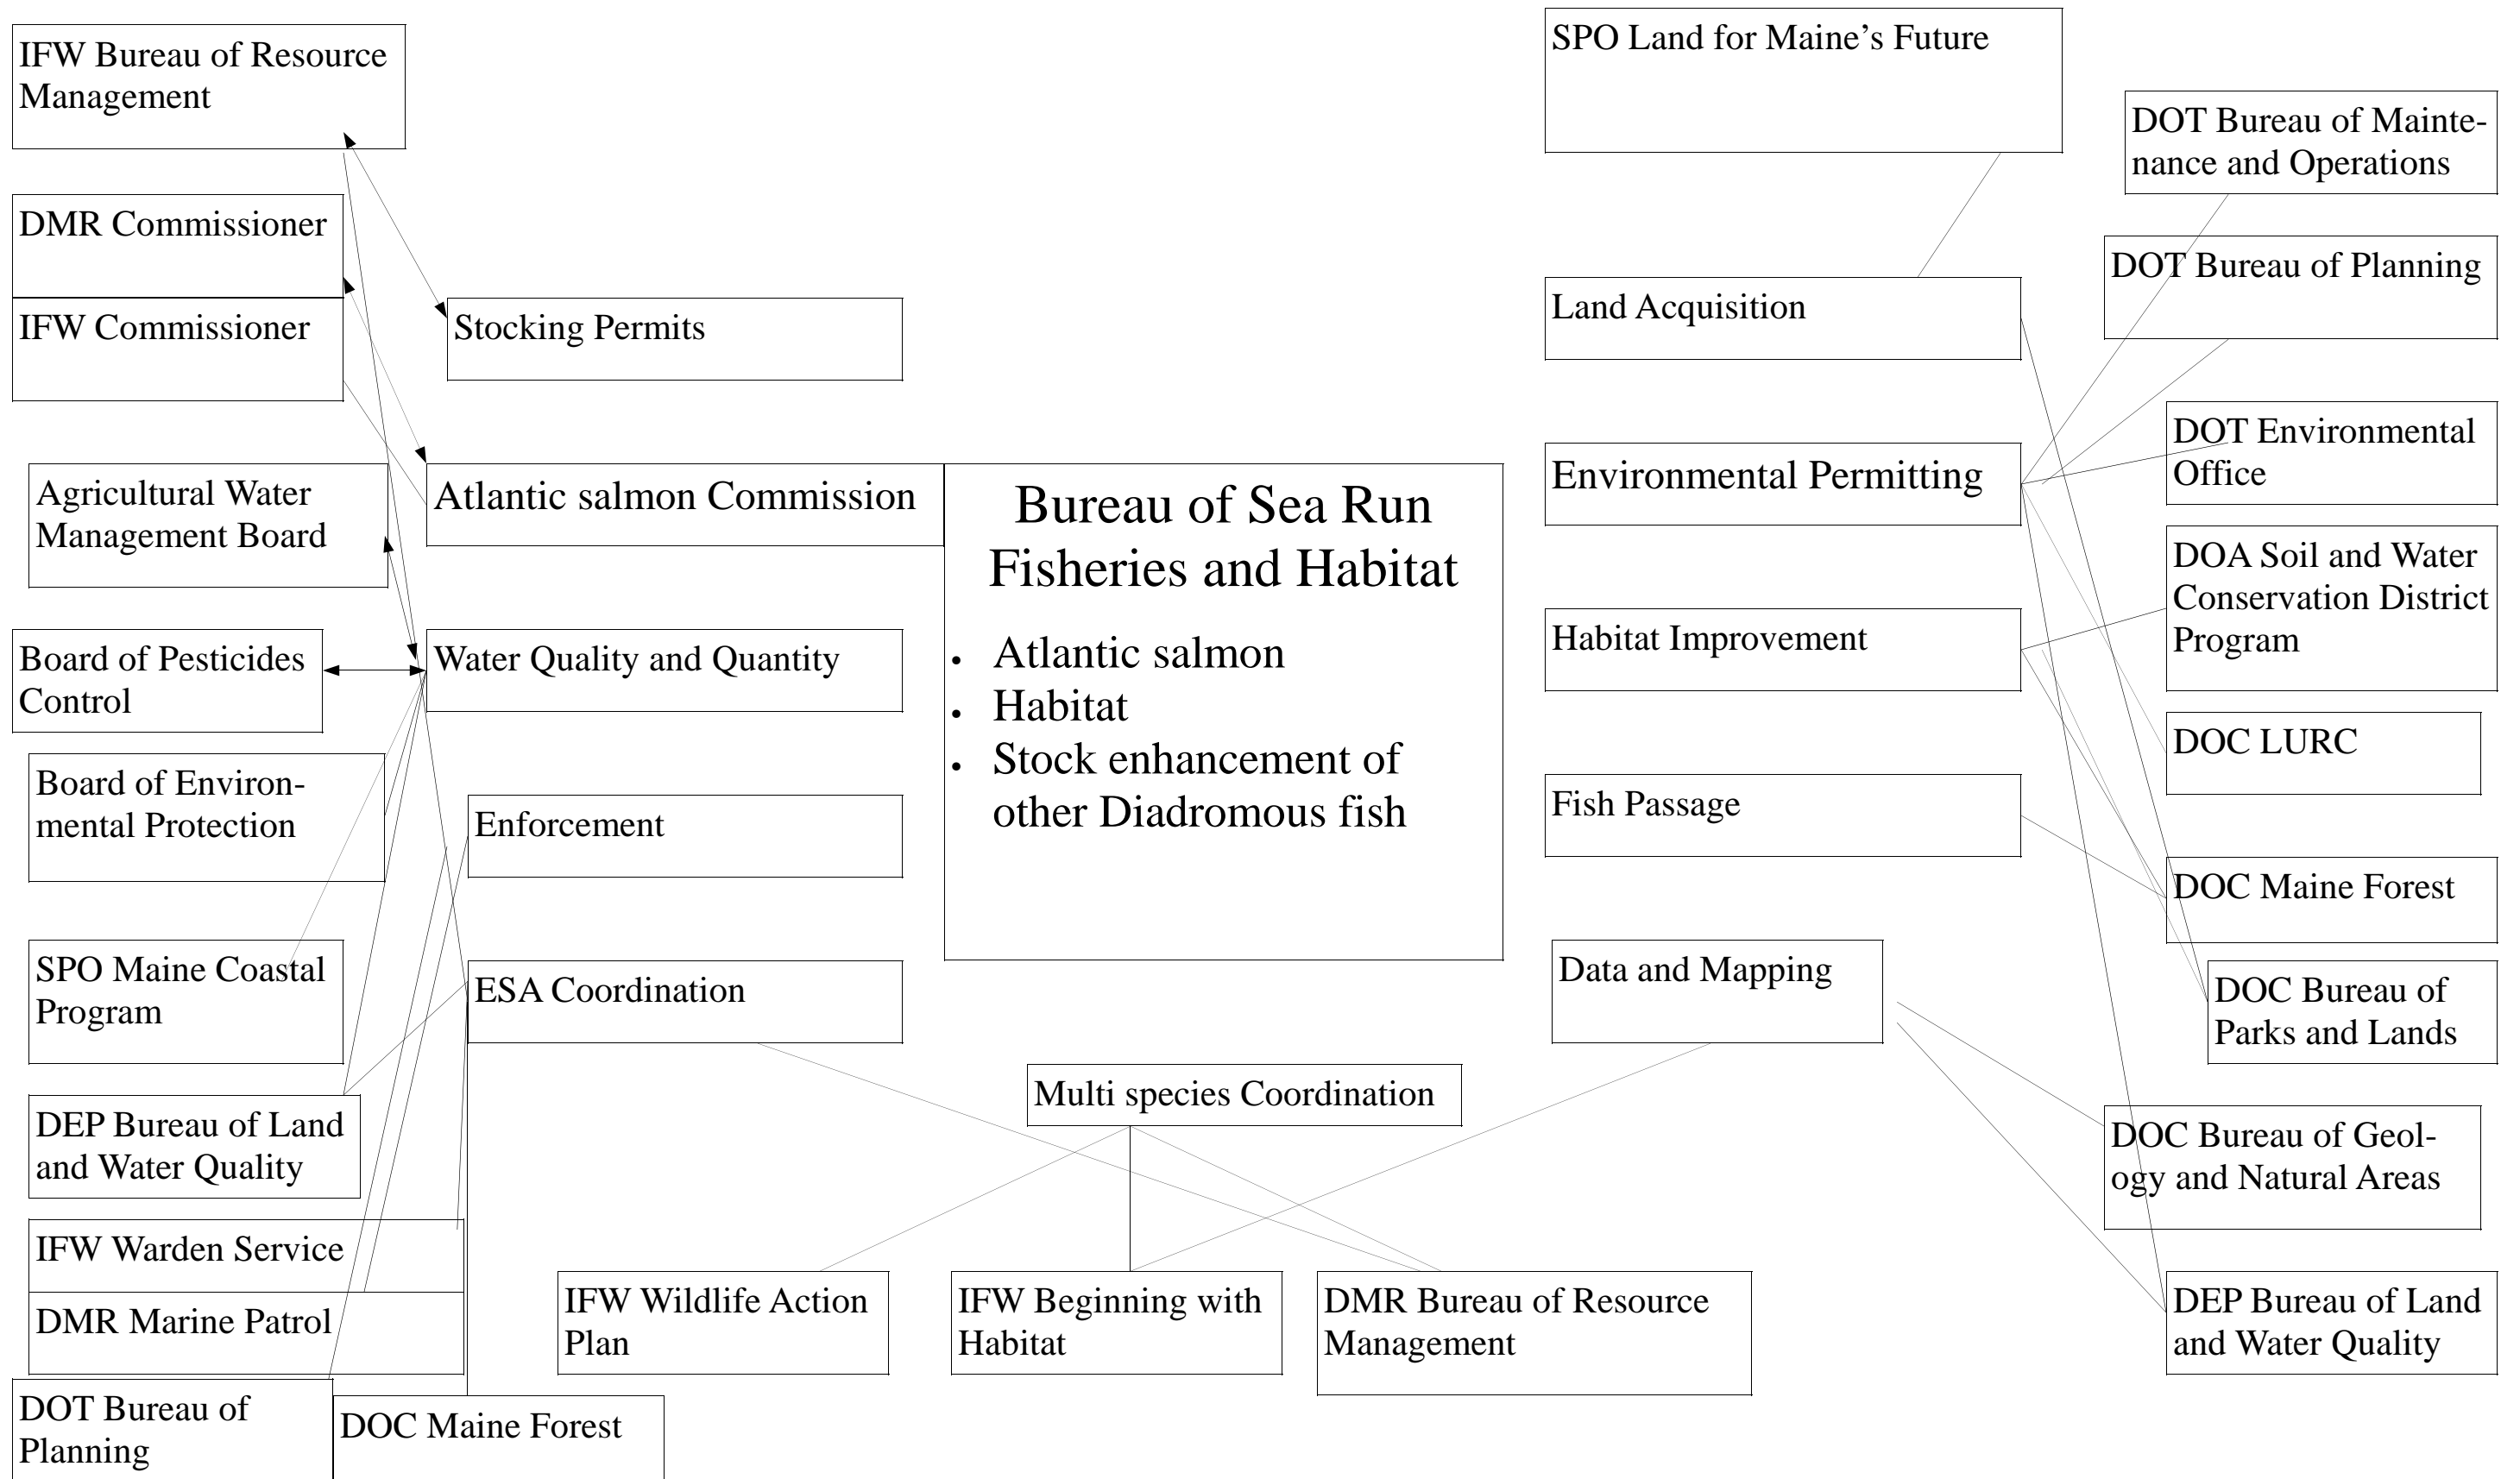 IFW Bureau of Resource
Management
DMR Commissioner
IFW Commissioner
Stocking Permits
Agricultural Water
Management Board
Atlantic salmon Commission
Board of Pesticides
Control
Water Quality and Quantity
Board of Environ-
mental Protection
Enforcement
SPO Maine Coastal
Program
ESA Coordination
DEP Bureau of Land
and Water Quality
IFW Warden Service
DMR Marine Patrol
DOT Bureau of
Planning
DOC Maine Forest
Bureau of Sea Run
Fisheries and Habitat
• Atlantic salmon
• Habitat
• Stock enhancement of
other Diadromous fish
Multi species Coordination
IFW Wildlife Action
Plan
IFW Beginning with
Habitat
DMR Bureau of Resource
Management
SPO Land for Maine’s Future
Land Acquisition
Environmental Permitting
Habitat Improvement
Fish Passage
Data and Mapping
DOT Bureau of Mainte-
nance and Operations
DOT Bureau of Planning
DOT Environmental
Office
DOA Soil and Water
Conservation District
Program
DOC LURC
DOC Maine Forest
DOC Bureau of
Parks and Lands
DOC Bureau of Geol-
ogy and Natural Areas
DEP Bureau of Land
and Water Quality